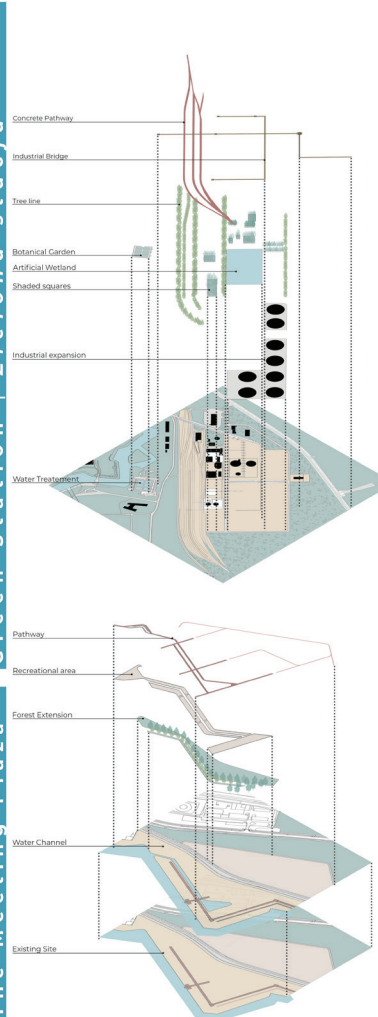 Concrete Pathway
Industrial Bridge
Tree line
Botanical Garden
Artificial Wetland
Shaded squares
Industrial expansion
Water Treatement
Pathway
Recreational area
Forest Extension
Water Channel
Existing Site
Meeting